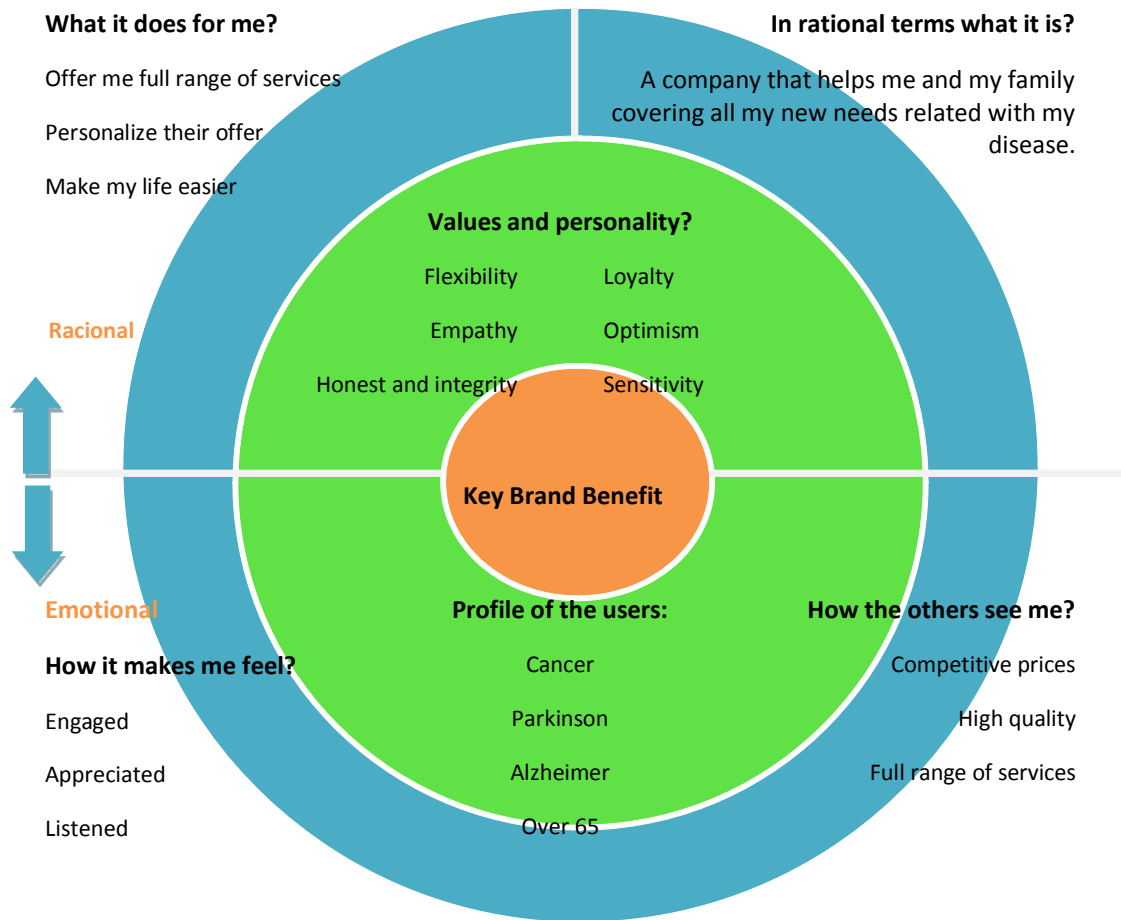 What it does for me?
Offer me full range of services
Personalize their offer
Make my life easier
In rational terms what it is?
A company that helps me and my family
covering all my new needs related with my
disease.
Values and personality?
Flexibility
Empathy
Honest and integrity
Loyalty
Optimism
Sensitivity
Racional
Key Brand Benefit
Emotional
How it makes me feel?
Engaged
Appreciated
Listened
Profile of the users:
Cancer
Parkinson
Alzheimer
Over 65
How the others see me?
Competitive prices
High quality
Full range of services